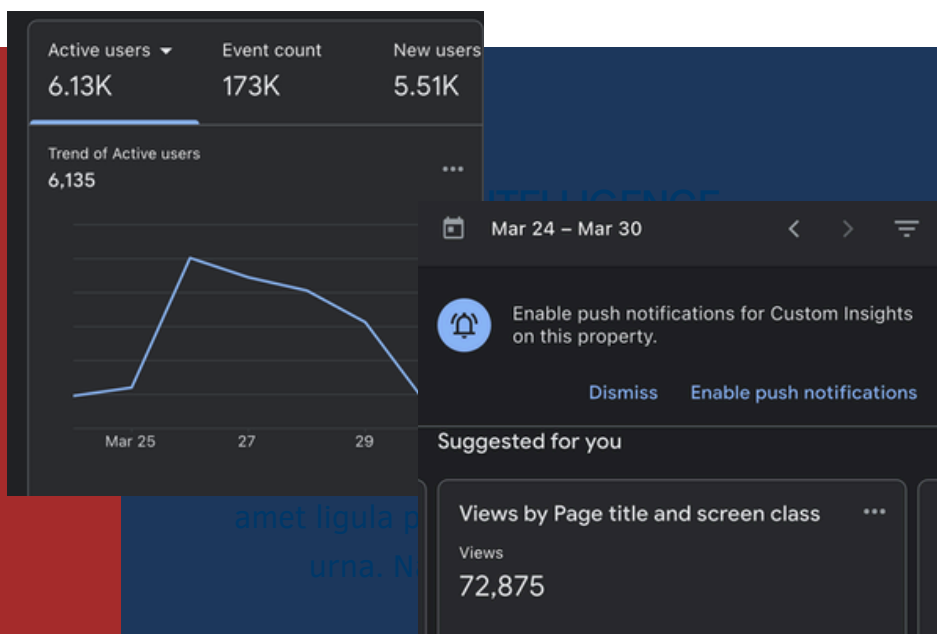 Active users
Event count
New users
6.13K
173K
5.51K
Trend of Active users
6,135
Mar 25
27
29
Mar 24 – Mar 30
Enable push notifications for Custom Insights
on this property.
Dismiss
Enable push notifications
Suggested for you
Views by Page title and screen class
Views
72,875
amet ligula
urna.